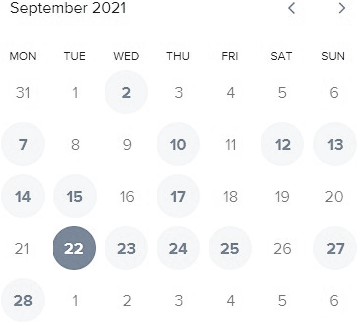 September 2021 < >
MON TUE WED THU FRI SAT SUN
31 1 2 3 4 5 6
7 8 9 10 11 12 13
14 15 16 17 18 19 20
21 22 23 24 25 26 27
28 1 2 3 4 5 6